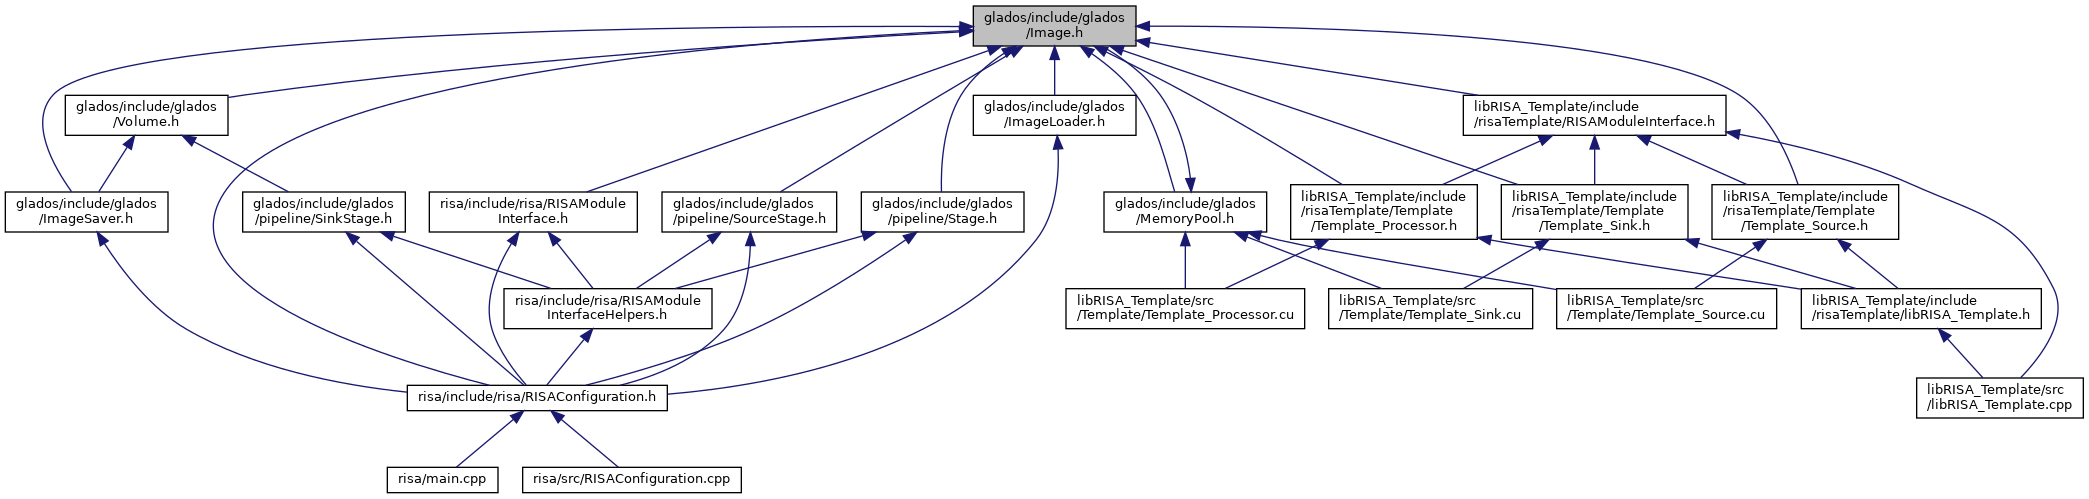 glados/include/glados
/Image.h
glados/include/glados
/Volume.h
glados/include/glados
/ImageLoader.h
libRISA_Template/include
/risaTemplate/RISAModuleInterface.h
glados/include/glados
/ImageSaver.h
glados/include/glados
/pipeline/SinkStage.h
risa/include/risa/RISAModule
Interface.h
glados/include/glados
/pipeline/SourceStage.h
glados/include/glados
/pipeline/Stage.h
glados/include/glados
/MemoryPool.h
libRISA_Template/include
/risaTemplate/Template
/Template_Processor.h
libRISA_Template/include
/risaTemplate/Template
/Template_Sink.h
libRISA_Template/include
/risaTemplate/Template
/Template_Source.h
risa/include/risa/RISAModule
InterfaceHelpers.h
libRISA_Template/src
/Template/Template_Processor.cu
libRISA_Template/src
/Template/Template_Sink.cu
libRISA_Template/src
/Template/Template_Source.cu
libRISA_Template/include
/risaTemplate/libRISA_Template.h
risa/include/risa/RISAConfiguration.h
libRISA_Template/src
/libRISA_Template.cpp
risa/main.cpp
risa/src/RISAConfiguration.cpp